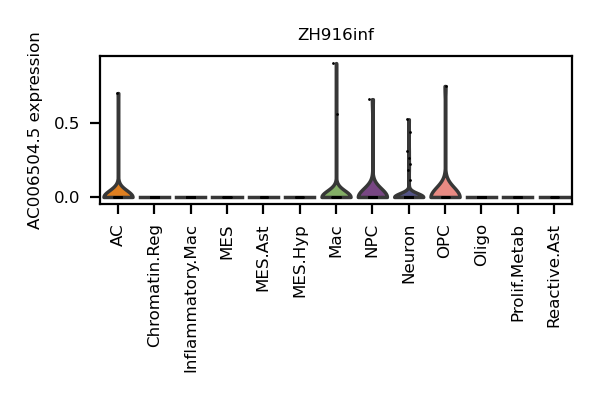 ZH916inf
AC006504.5 expression
0.5
0.0
AC
Chromatin.Reg
Inflammatory.Mac
MES
MES.Ast
MES.Hyp
Mac
NPC
Neuron
OPC
Oligo
Prolif.Metab
Reactive.Ast